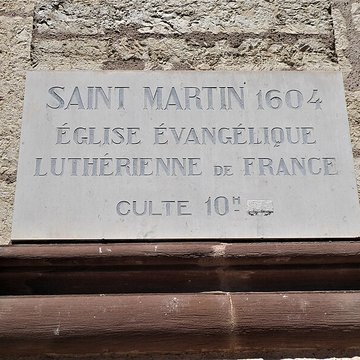 SAINT MARTIN 1604
ÉGLISE ÉVANGÉLIQUE
LUTHÉRIENNE DE FRANCE
CULTE 10H